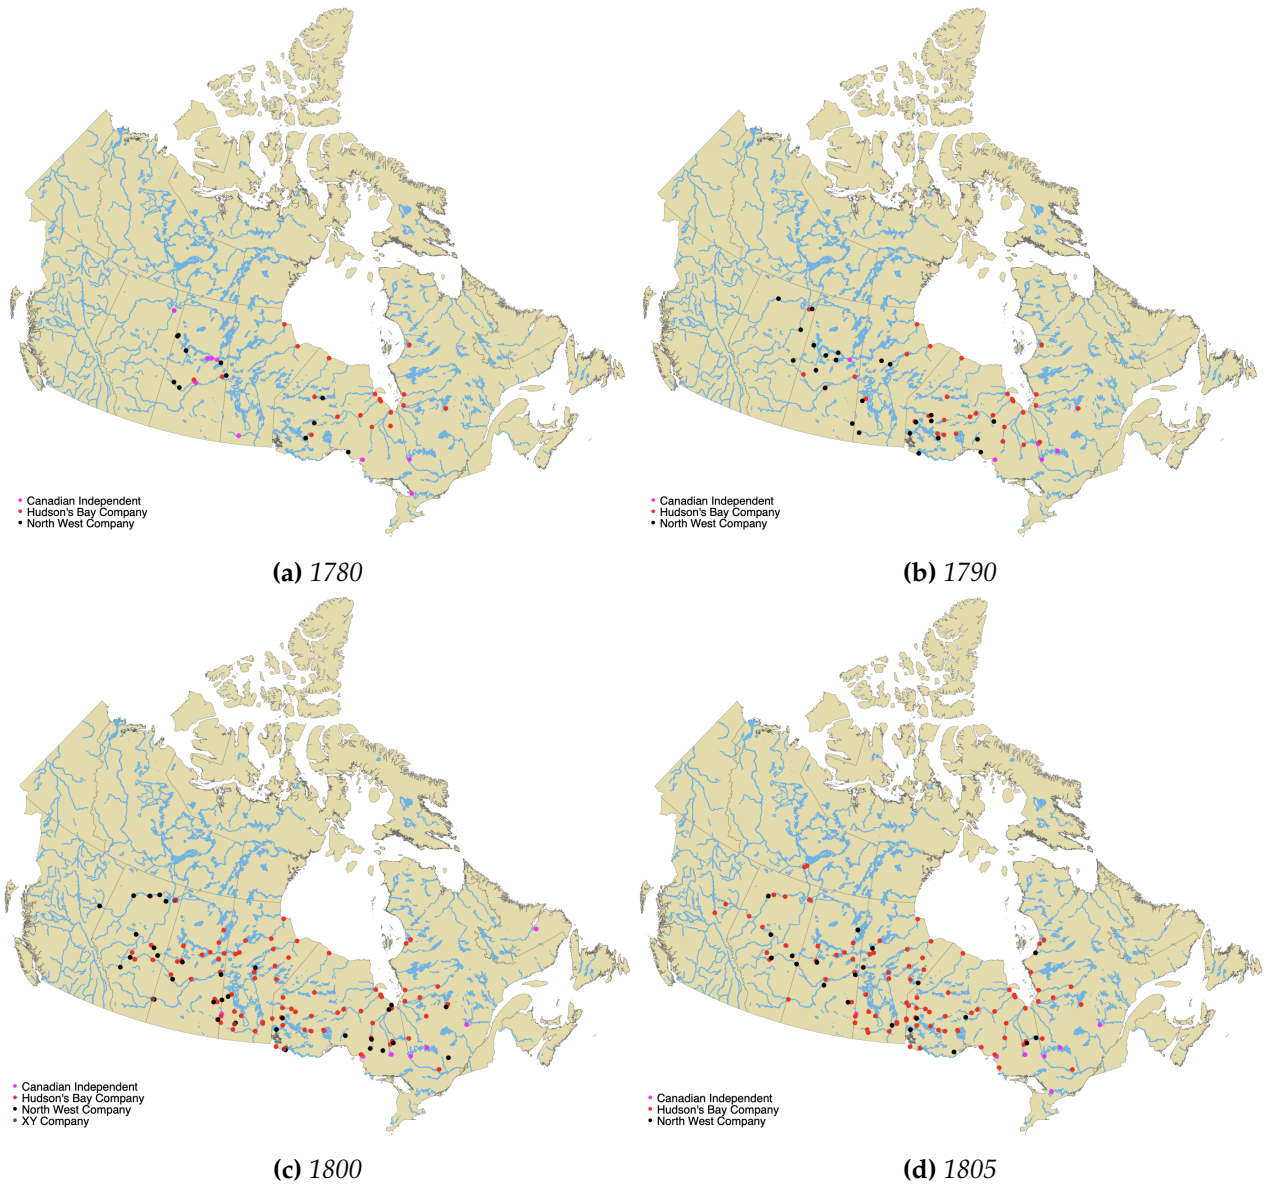 Canadian Independent
Hudson's Bay Company
North West Company
(a) 1780
Canadian Independent
Hudson's Bay Company
North West Company
(b) 1790
Canadian Independent
Hudson's Bay Company
North West Company
XY Company
(c) 1800
Canadian Independent
Hudson's Bay Company
North West Company
(d) 1805